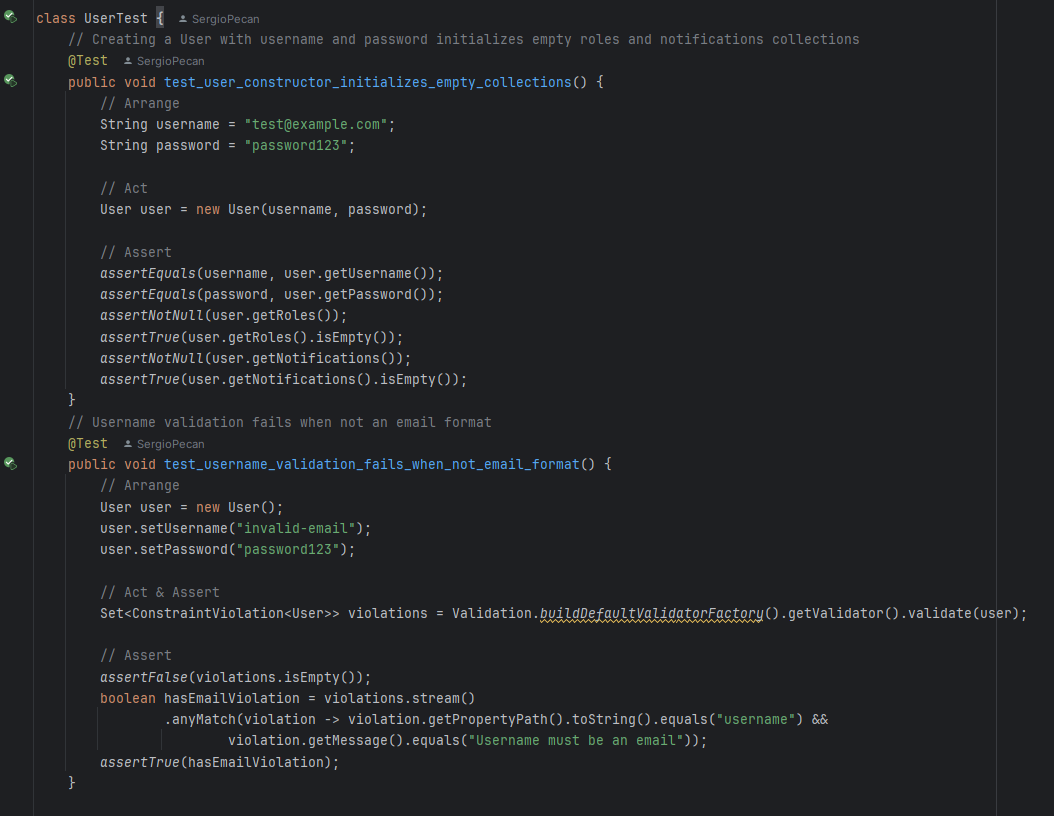 class UserTest { SergioPecan
// Creating a User with username and password initializes empty roles and notifications collections
@Test SergioPecan
public void test_user_constructor_initializes_empty_collections() {
// Arrange
String username = "test@example.com";
String password = "password123";
// Act
User user = new User(username, password);
// Assert
assertEquals(username, user.getUsername());
assertEquals(password, user.getPassword());
assertNotNull(user.getRoles());
assertTrue(user.getRoles().isEmpty());
assertNotNull(user.getNotifications());
assertTrue(user.getNotifications().isEmpty());
}
// Username validation fails when not an email format
@Test SergioPecan
public void test_username_validation_fails_when_not_email_format() {
// Arrange
User user = new User();
user.setUsername("invalid-email");
user.setPassword("password123");
// Act & Assert
Set<ConstraintViolation<User>> violations = Validation.buildDefaultValidatorFactory().getValidator().validate(user);
// Assert
assertFalse(violations.isEmpty());
boolean hasEmailViolation = violations.stream()
.anyMatch(violation -> violation.getPropertyPath().toString().equals("username") &&
violation.getMessage().equals("Username must be an email"));
assertTrue(hasEmailViolation);
}